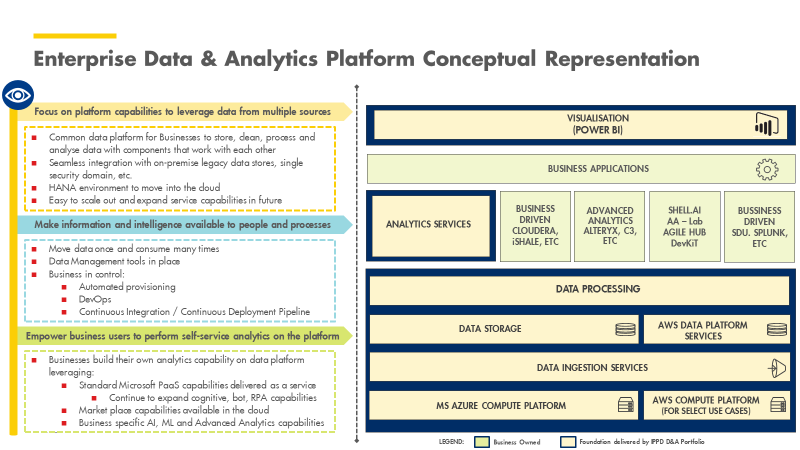 Enterprise Data & Analytics Platform Conceptual Representation
Focus on platform capabilities to leverage data from multiple sources
Common data platform for Businesses to store, clean, process and
analyse data with components that work with each other
Seamless integration with on-premise legacy data stores, single
security domain, etc.
HANA environment to move into the cloud
Easy to scale out and expand service capabilities in future
Make information and intelligence available to people and processes
Move data once and consume many times
Data Management tools in place
Business in control:
Automated provisioning
DevOps
Continuous Integration / Continuous Deployment Pipeline
Empower business users to perform self-service analytics on the platform
Businesses build their own analytics capability on data platform
leveraging:
Standard Microsoft PaaS capabilities delivered as a service
Continue to expand cognitive, bot, RPA capabilities
Market place capabilities available in the cloud
Business specific AI, ML and Advanced Analytics capabilities
VISUALISATION
(POWER BI)
BUSINESS APPLICATIONS
ANALYTICS SERVICES
BUSINESS
DRIVEN
CLOUDERA,
iSHALE, ETC
ADVANCED
ANALYTICS
ALTERYX, C3,
ETC
SHELL.AI
AA – Lab
AGILE HUB
DevKiT
BUSSINESS
DRIVEN
SDU. SPLUNK,
ETC
DATA PROCESSING
DATA STORAGE
AWS DATA PLATFORM
SERVICES
DATA INGESTION SERVICES
MS AZURE COMPUTE PLATFORM
AWS COMPUTE PLATFORM
(FOR SELECT USE CASES)
LEGEND:
Business Owned
Foundation delivered by IPPD D&A Portfolio